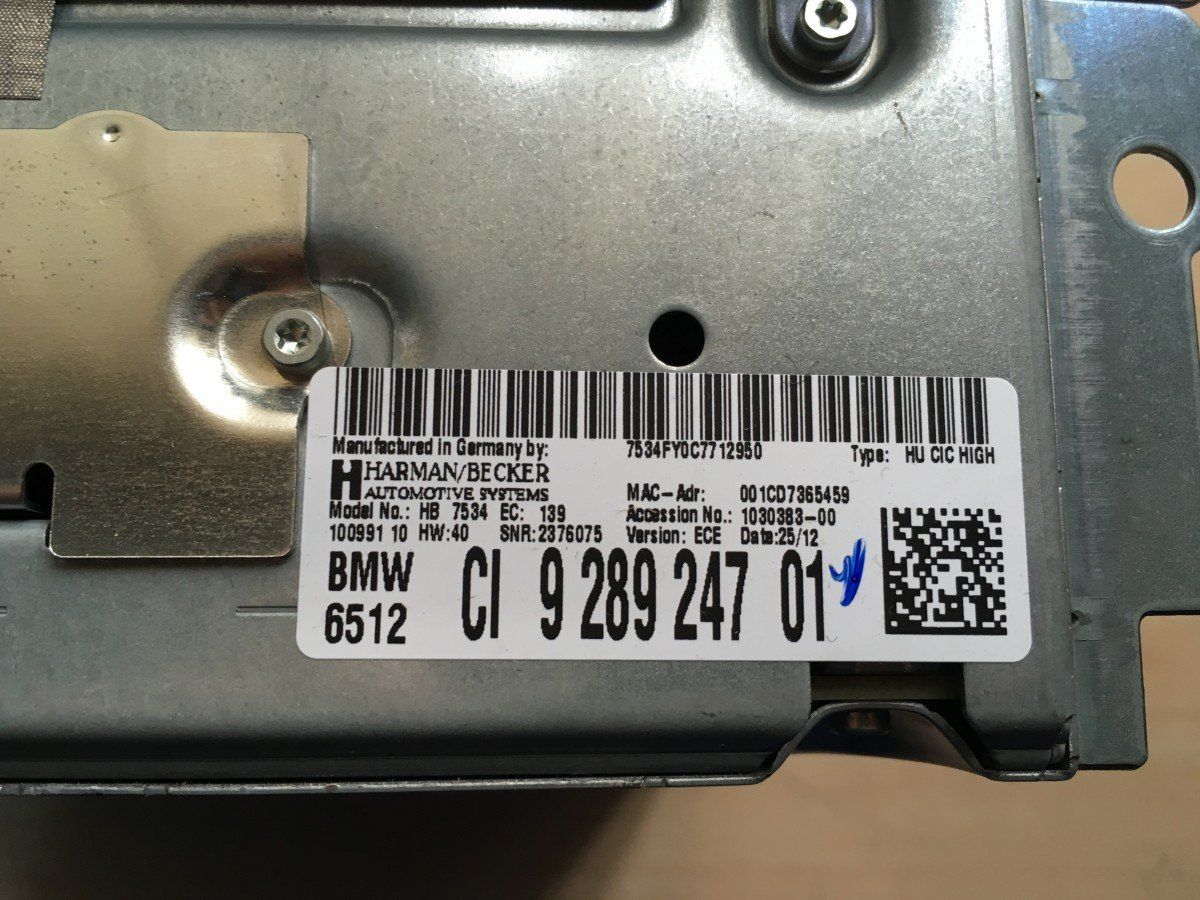 Manufactured in Germany by: 7534FY0C7712950 Type: HU CIC HIGH
HARMAN/BECKER
AUTOMOTIVE SYSTEMS MAC-Adr: 001CD7365459
Model No.: HB 7534 EC: 139 Accession No.: 1030383-00
100991 10 HW:40 SNR:2376075 Version: ECE Date:25/12
BMW CI 9 289 247 01
6512